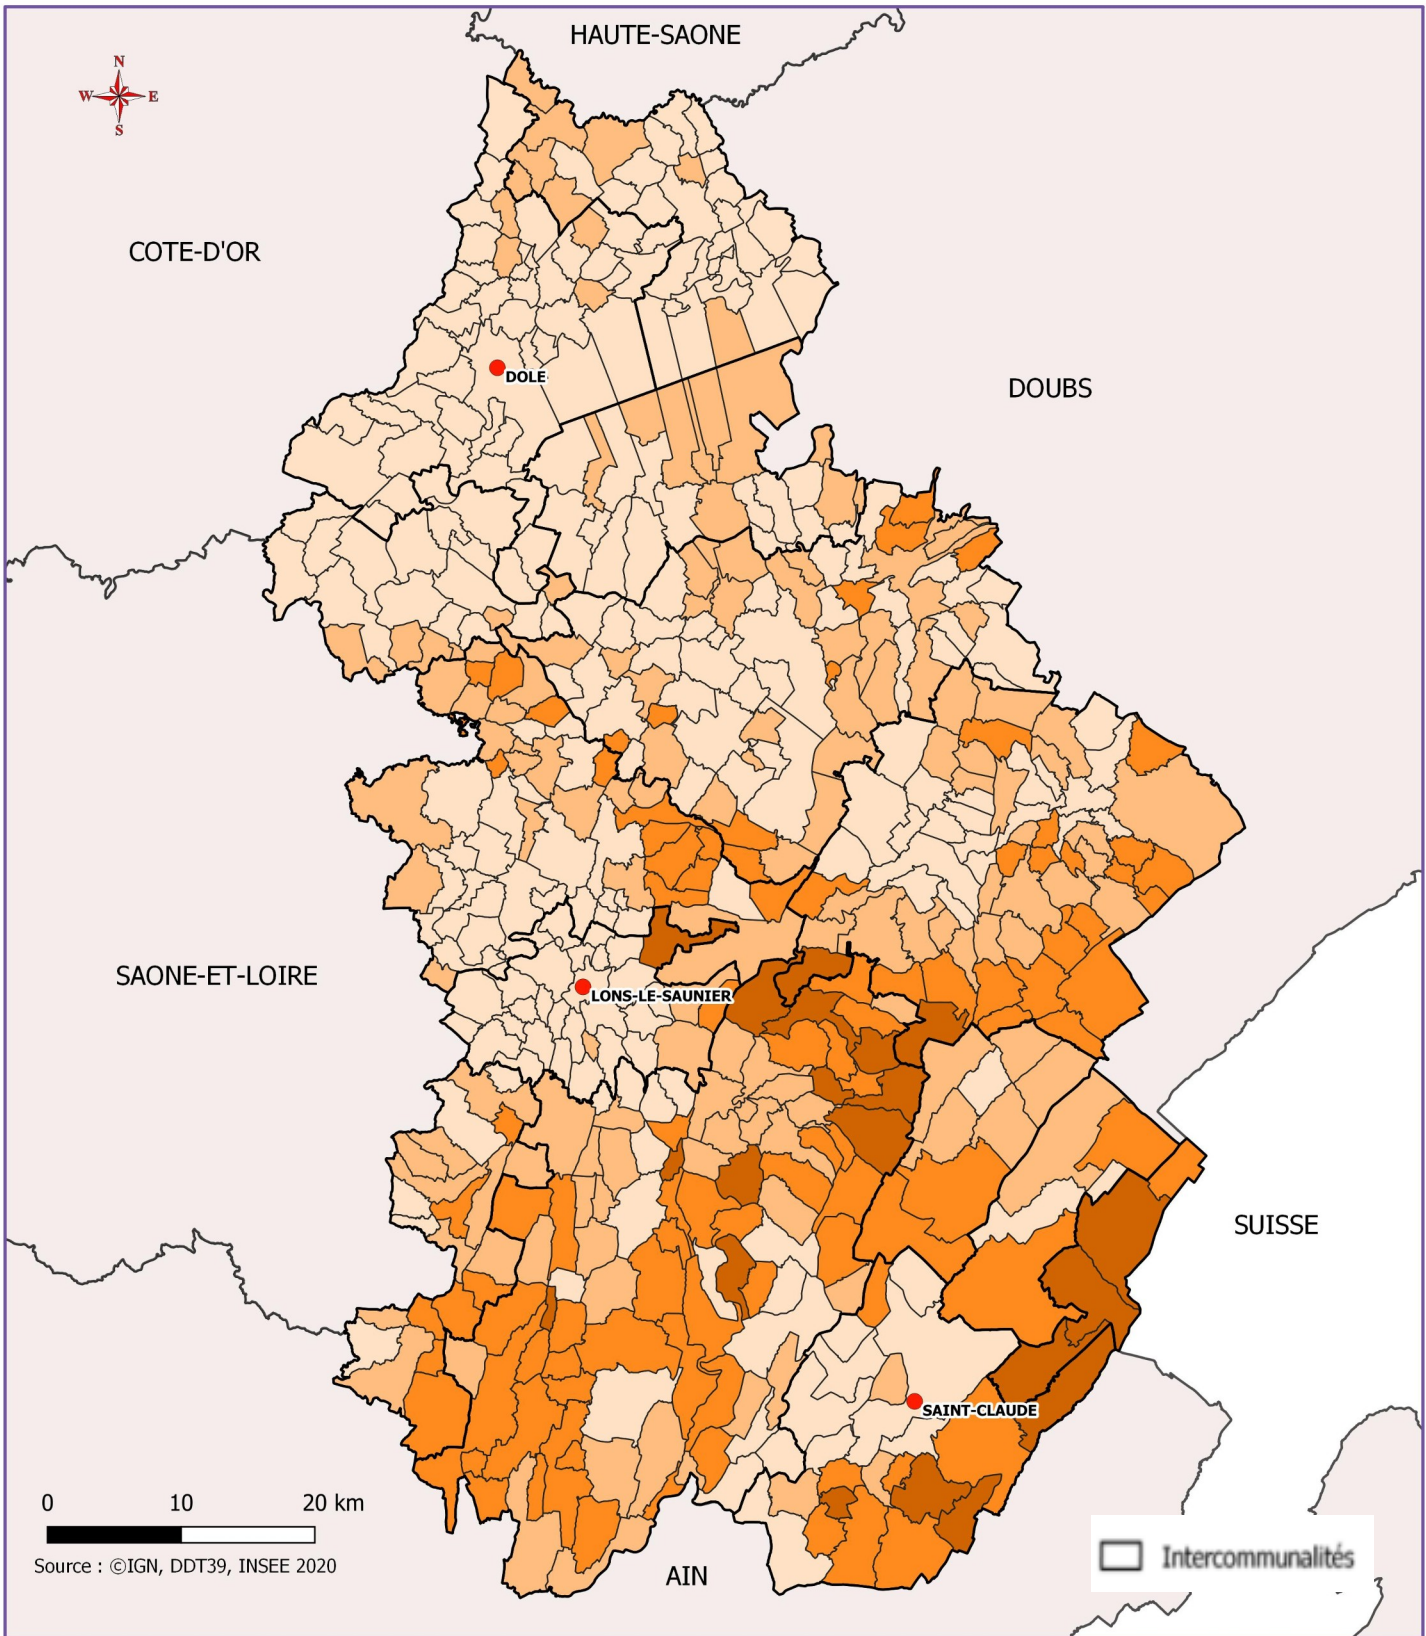 HAUTE-SAONE
N
W E
S
COTE-D'OR
DOLE
DOUBS
SAONE-ET-LOIRE
LONS-LE-SAUNIER
SUISSE
SAINT-CLAUDE
0 10 20 km
Source : ©IGN, DDT39, INSEE 2020
AIN
Intercommunalités